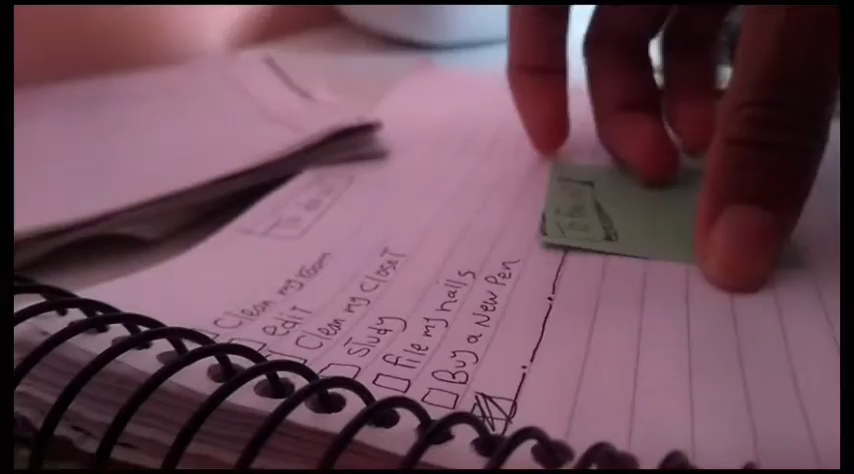 Clean my room
edit
Clean my closet
study
file my nails
Buy a New Pen